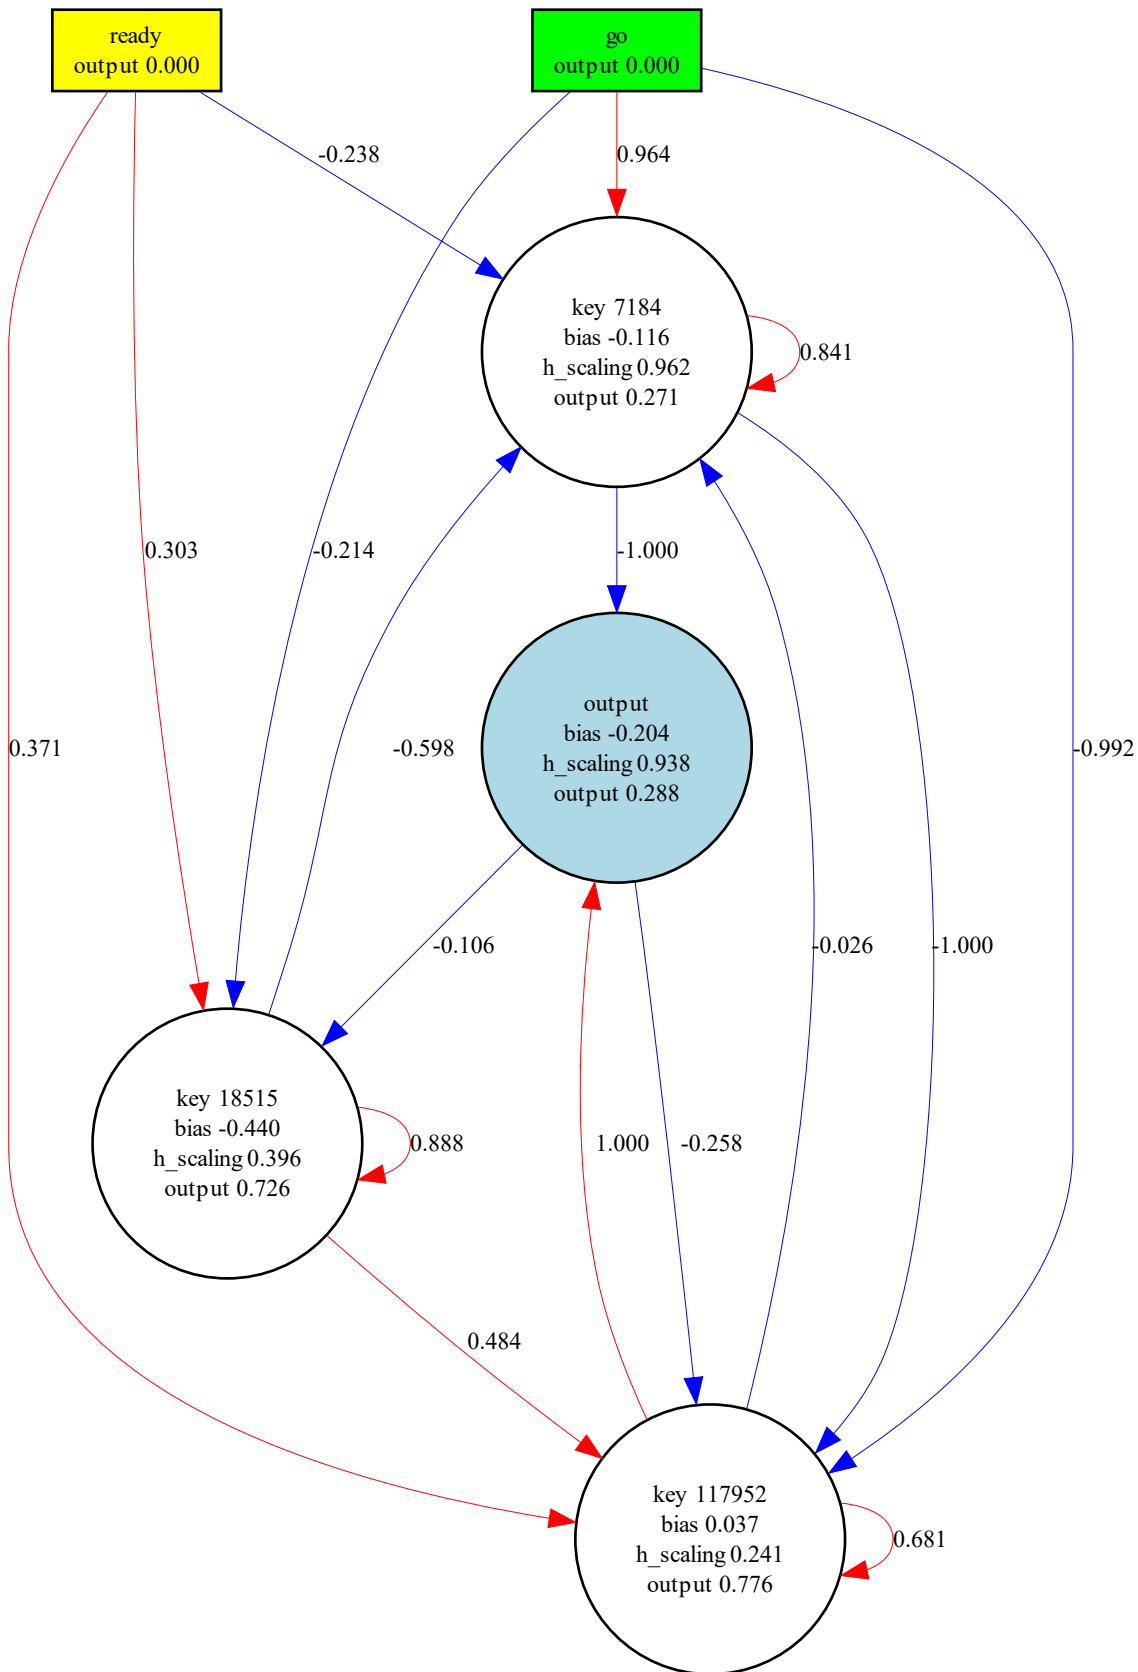 ready
output 0.000
go
output 0.000
-0.238
0.964
key 7184
bias -0.116
h_scaling 0.962
output 0.271
0.841
0.303
-0.214
-1.000
output
bias -0.204
h_scaling 0.938
output 0.288
0.371
-0.598
-0.992
-0.106
-0.026
-1.000
key 18515
bias -0.440
h_scaling 0.396
output 0.726
0.888
1.000
-0.258
0.484
key 117952
bias 0.037
h_scaling 0.241
output 0.776
0.681